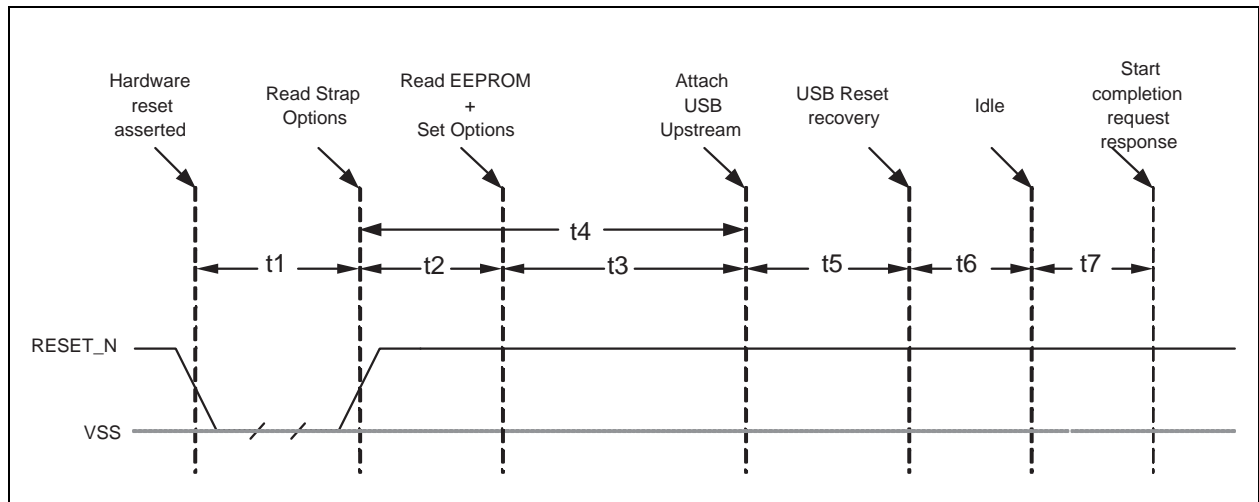 Hardware
reset
asserted
Read Strap
Options
Read EEPROM
+
Set Options
Attach
USB
Upstream
USB Reset
recovery
Idle
Start
completion
request
response
t4
t1
t2
t3
t5
t6
t7
RESET_N
VSS